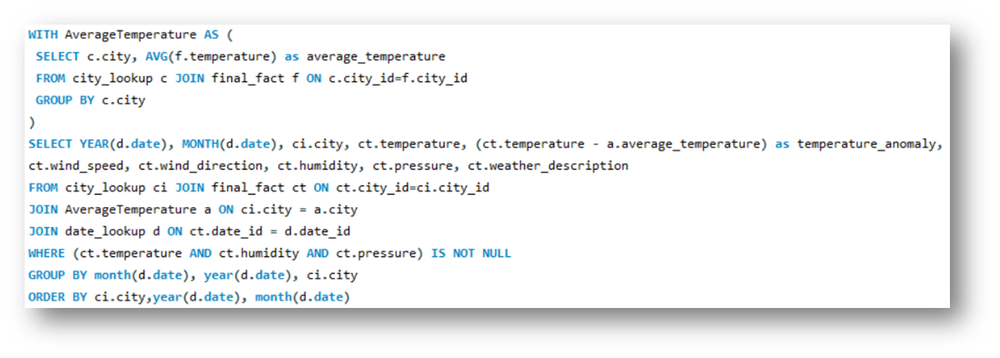 WITH AverageTemperature AS (
SELECT c.city, AVG(f.temperature) as average_temperature
FROM city_lookup c JOIN final_fact f ON c.city_id=f.city_id
GROUP BY c.city
)
SELECT YEAR(d.date), MONTH(d.date), ci.city, ct.temperature, (ct.temperature - a.average_temperature) as temperature_anomaly,
ct.wind_speed, ct.wind_direction, ct.humidity, ct.pressure, ct.weather_description
FROM city_lookup ci JOIN final_fact ct ON ct.city_id=ci.city_id
JOIN AverageTemperature a ON ci.city = a.city
JOIN date_lookup d ON ct.date_id = d.date_id
WHERE (ct.temperature AND ct.humidity AND ct.pressure) IS NOT NULL
GROUP BY month(d.date), year(d.date), ci.city
ORDER BY ci.city,year(d.date), month(d.date)